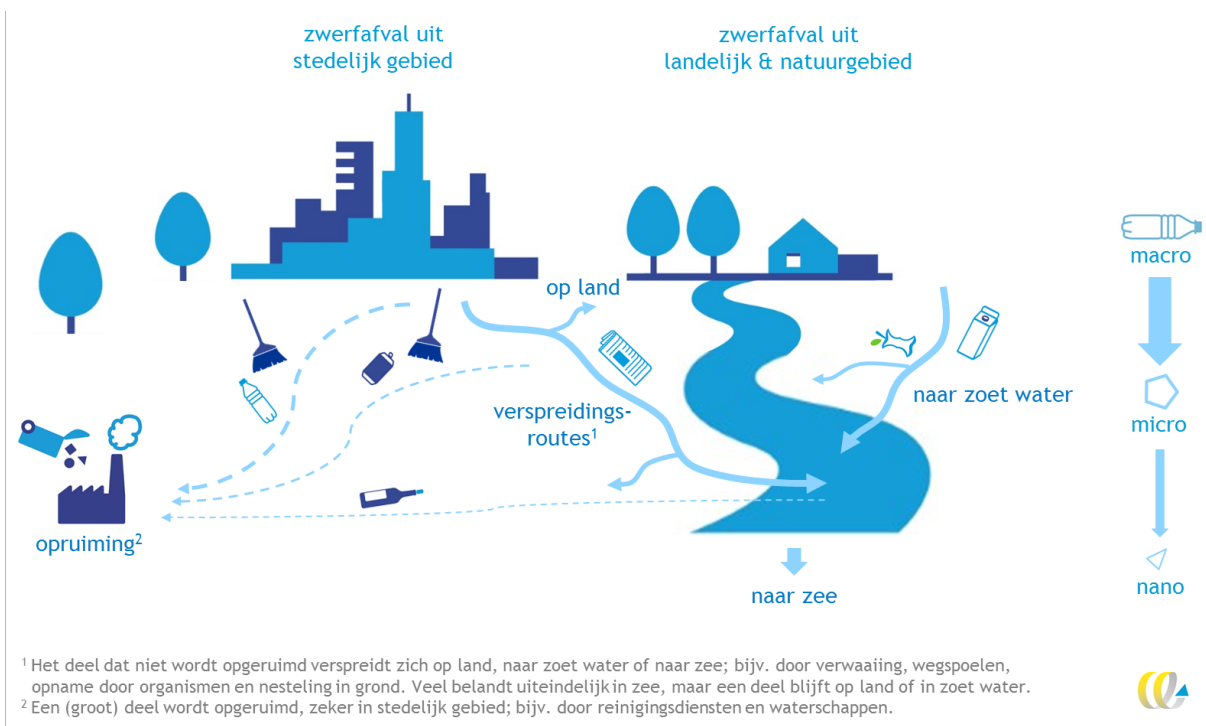 zwerfafval uit
stedelijk gebied
zwerfafval uit
landelijk & natuurgebied
op land
macro
verspreidings-
routes¹
naar zoet water
micro
opruiming²
naar zee
nano
¹ Het deel dat niet wordt opgeruimd verspreidt zich op land, naar zoet water of naar zee; bijv. door verwaaiing, wegspoelen,
opname door organismen en nesteling in grond. Veel belandt uiteindelijk in zee, maar een deel blijft op land of in zoet water.
² Een (groot) deel wordt opgeruimd, zeker in stedelijk gebied; bijv. door reinigingsdiensten en waterschappen.